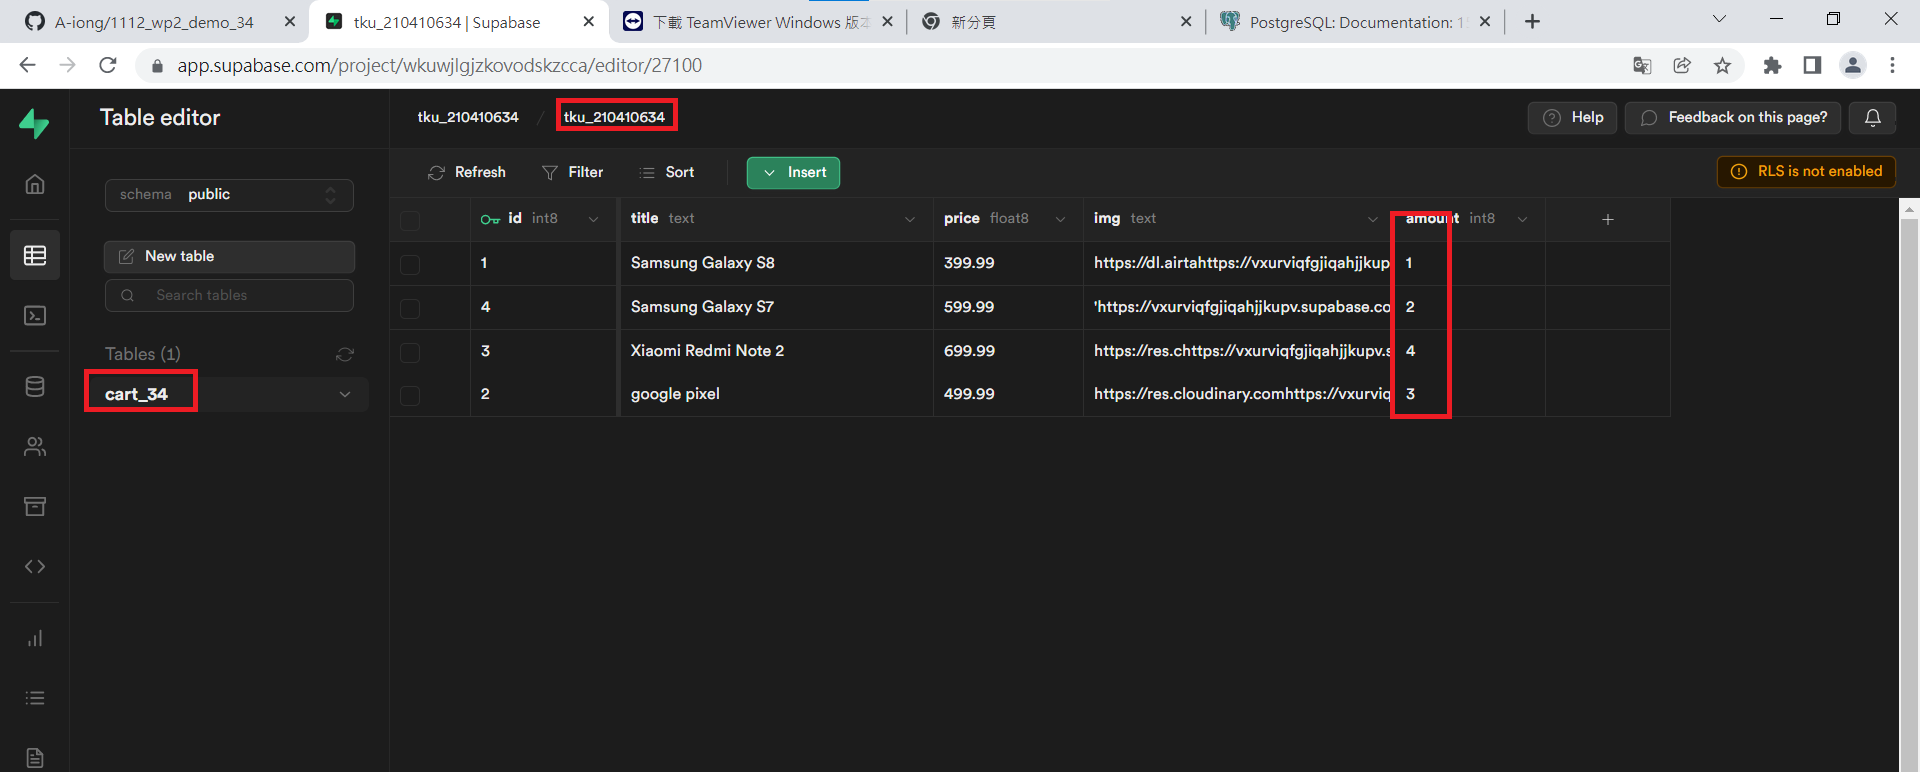 A-iong/1112_wp2_demo_34
tku_210410634 | Supabase
下載 TeamViewer Windows 版本
新分頁
PostgreSQL: Documentation: 1
app.supabase.com/project/wkuwjlgjzkovodskzcca/editor/27100
Table editor
tku_210410634 / tku_210410634
Help
Feedback on this page?
schema public
Refresh
Filter
Sort
Insert
RLS is not enabled
New table
Search tables
Tables (1)
cart_34
id int8 title text price float8 img text amount int8
1 Samsung Galaxy S8 399.99 https://dl.airtahttps://vxurviqfgjiqahjjkup 1
4 Samsung Galaxy S7 599.99 'https://vxurviqfgjiqahjjkupv.supabase.co 2
3 Xiaomi Redmi Note 2 699.99 https://res.chttps://vxurviqfgjiqahjjkupv.s 4
2 google pixel 499.99 https://res.cloudinary.comhttps://vxurviq 3